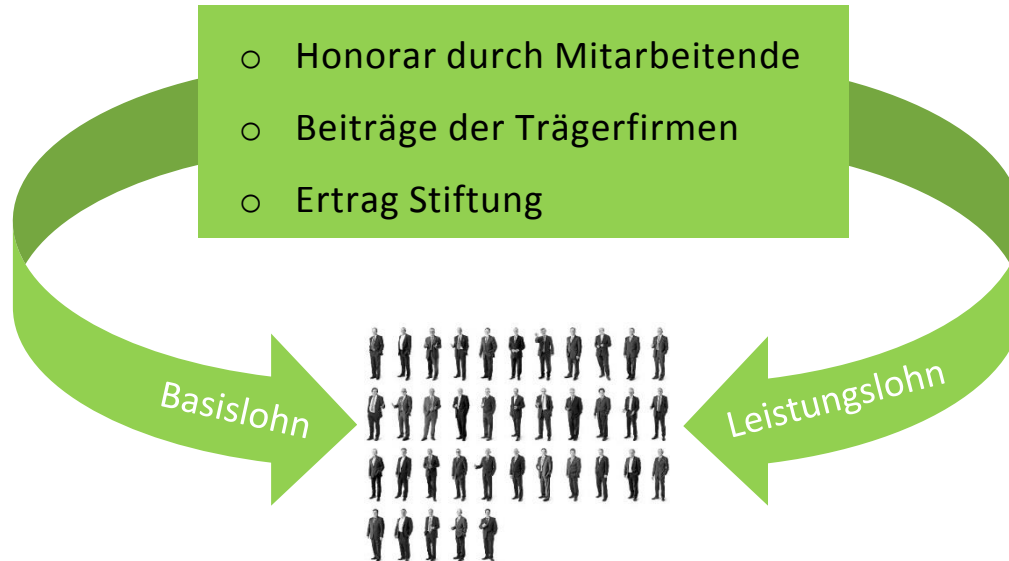 o Honorar durch Mitarbeitende
o Beiträge der Trägerfirmen
o Ertrag Stiftung
Basislohn
Leistungslohn